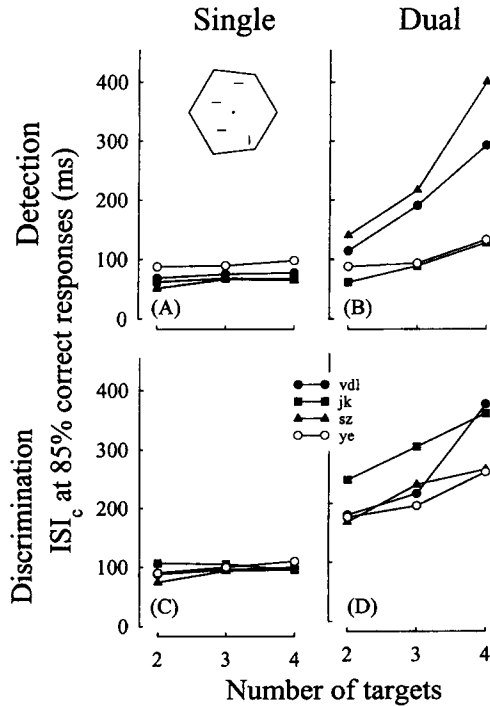 Single Dual
Detection
Discrimination
ISIc at 85% correct responses (ms)
400
300
200
100
0
(A) (B)
vdl
jk
sz
ye
400
300
200
100
0
(C) (D)
2 3 4 2 3 4
Number of targets